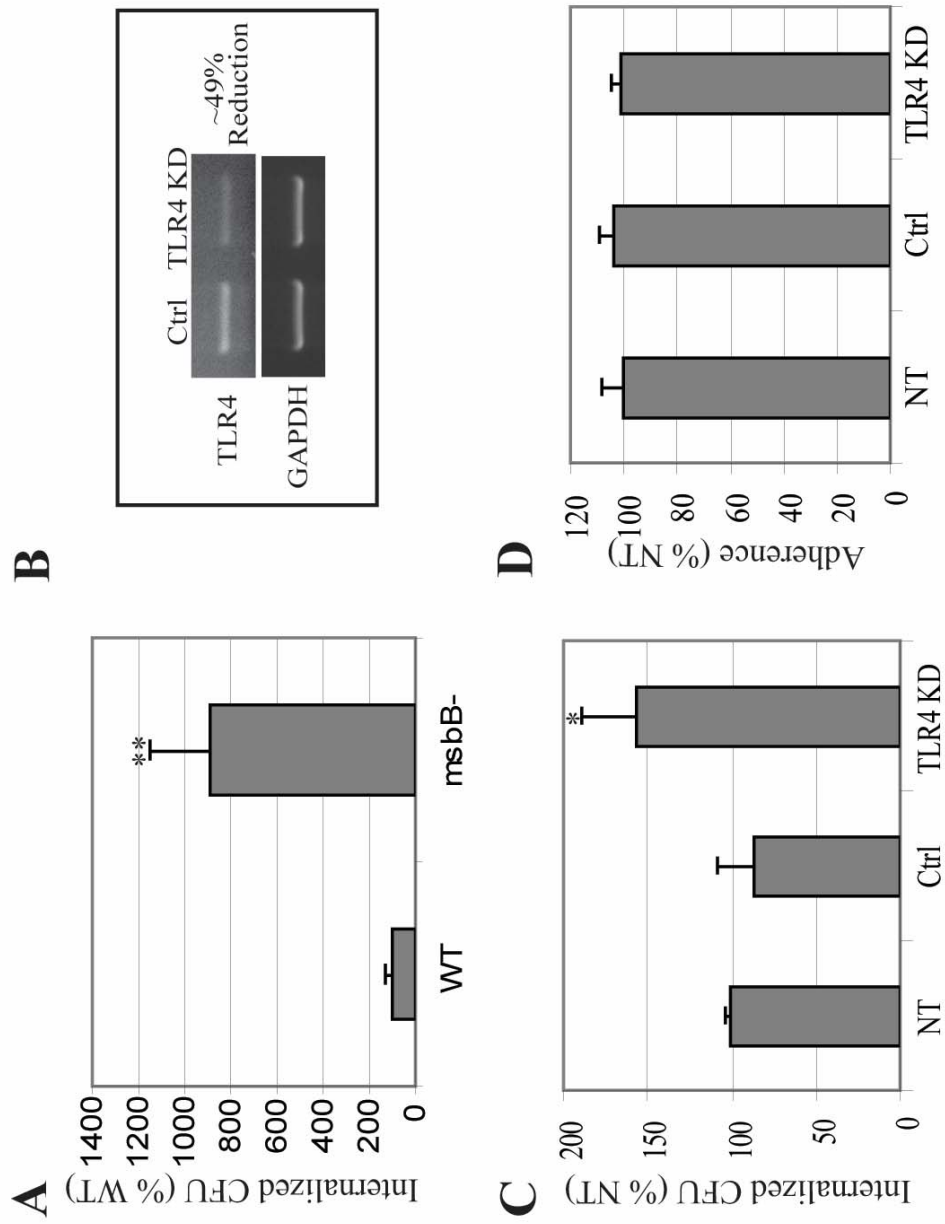 A
Internalized CFU (% WT)
1400
1200
1000
800
600
400
200
0
**
WT
msbB-
B
Ctrl
TLR4 KD
TLR4
~49%
Reduction
GAPDH
C
Internalized CFU (% NT)
200
150
100
50
0
*
NT
Ctrl
TLR4 KD
D
Adherence (% NT)
120
100
80
60
40
20
0
NT
Ctrl
TLR4 KD